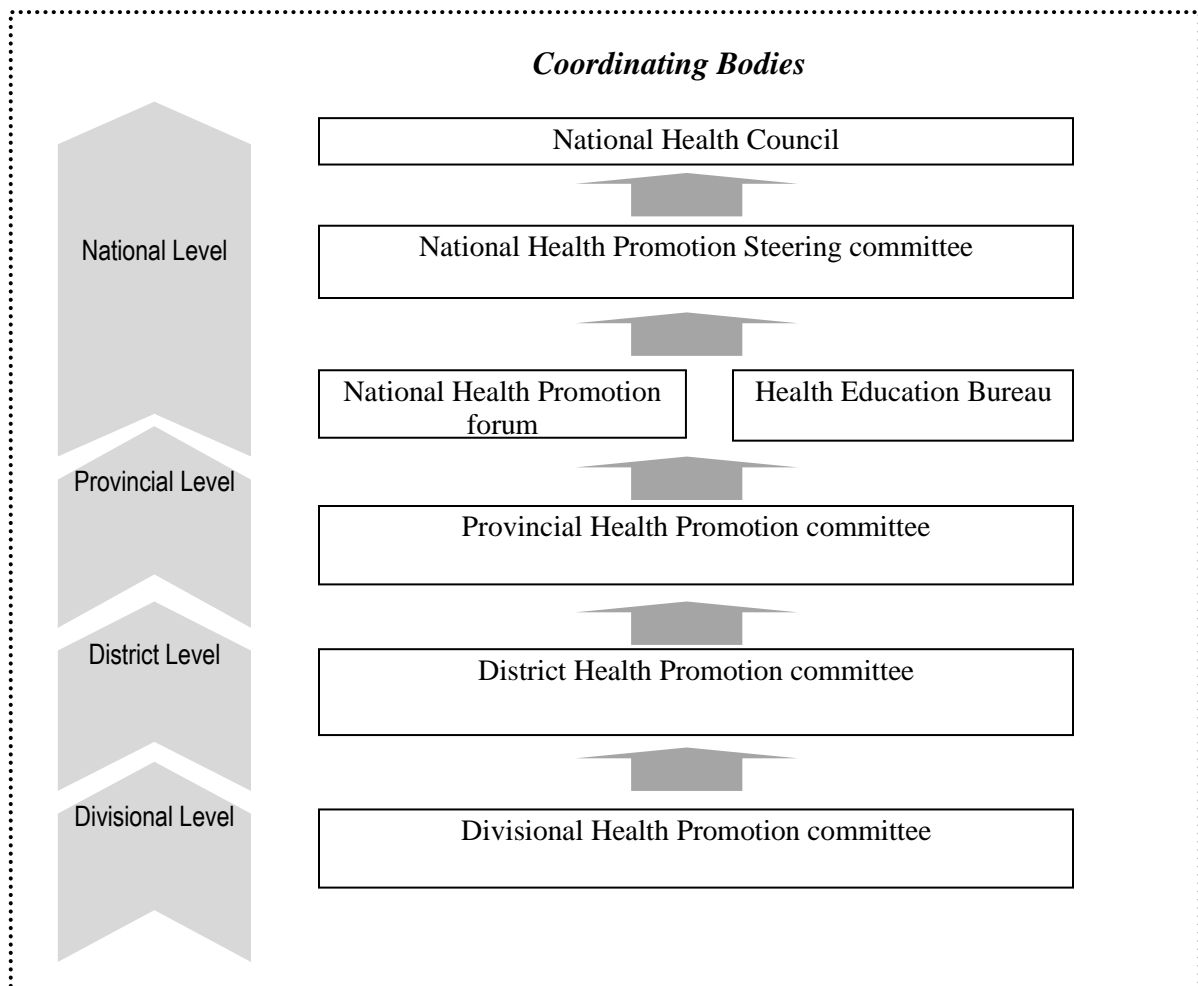 Coordinating Bodies
National Health Council
National Level
National Health Promotion Steering committee
National Health Promotion
forum
Health Education Bureau
Provincial Level
Provincial Health Promotion committee
District Level
District Health Promotion committee
Divisional Level
Divisional Health Promotion committee